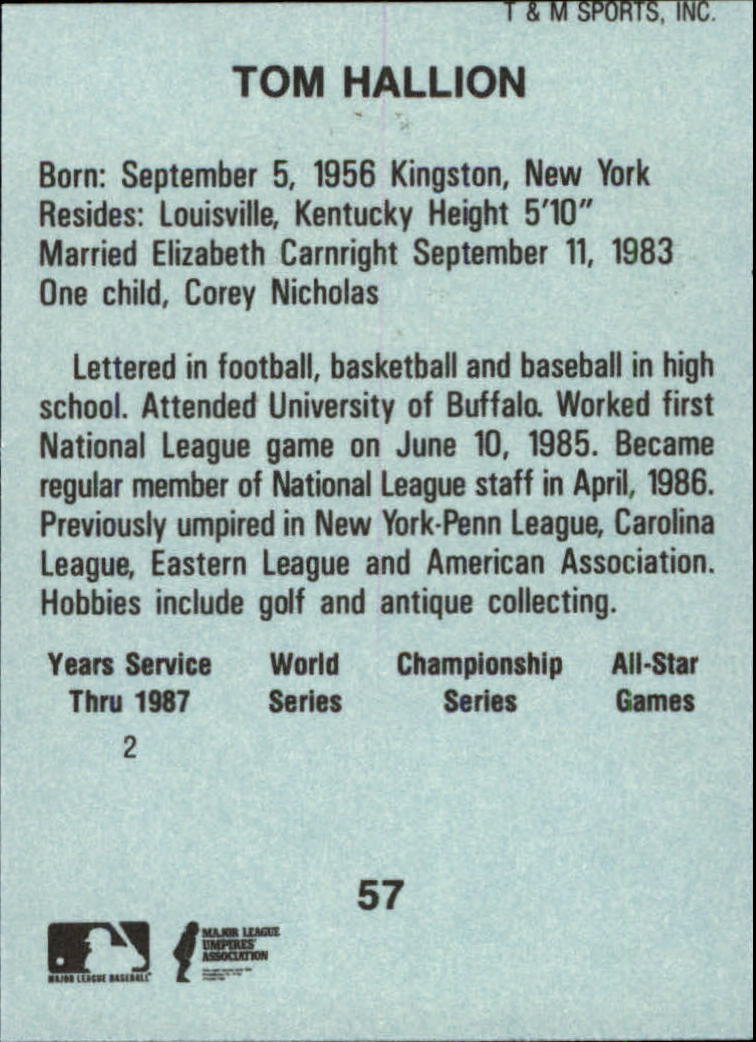 T & M SPORTS, INC.
TOM HALLION
Born: September 5, 1956 Kingston, New York
Resides: Louisville, Kentucky Height 5'10"
Married Elizabeth Carnright September 11, 1983
One child, Corey Nicholas
Lettered in football, basketball and baseball in high
school. Attended University of Buffalo. Worked first
National League game on June 10, 1985. Became
regular member of National League staff in April, 1986.
Previously umpired in New York-Penn League, Carolina
League, Eastern League and American Association.
Hobbies include golf and antique collecting.
Years Service World Championship All-Star
Thru 1987 Series Series Games
2
57
MAJOR LEAGUE BASEBALL
MAJOR LEAGUE
UMPIRES'
ASSOCIATION